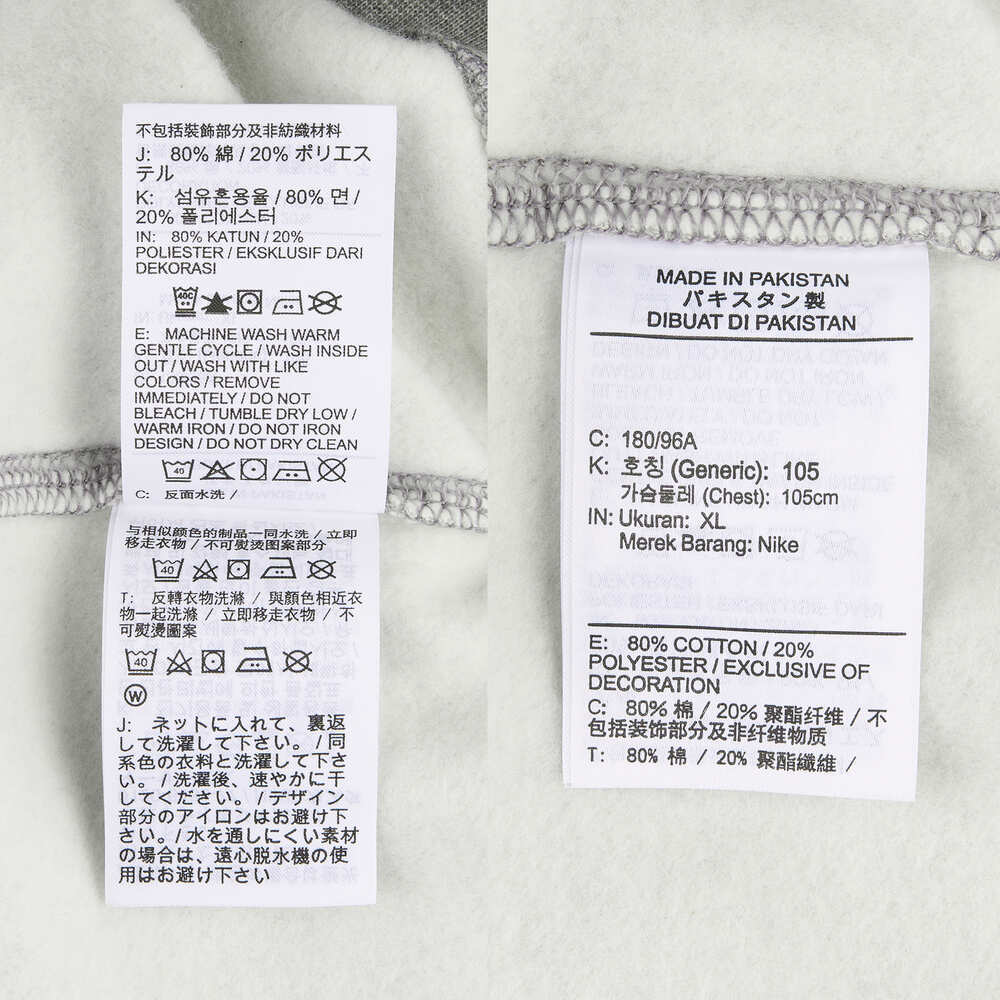 不包括裝飾部分及非紡織材料
J: 80% 綿 / 20% ポリエス
テル
K: 섬유혼용율 / 80% 면 /
20% 폴리에스터
IN: 80% KATUN / 20%
POLIESTER / EKSKLUSIF DARI
DEKORASI
40C
E: MACHINE WASH WARM
GENTLE CYCLE / WASH INSIDE
OUT / WASH WITH LIKE
COLORS / REMOVE
IMMEDIATELY / DO NOT
BLEACH / TUMBLE DRY LOW /
WARM IRON / DO NOT IRON
DESIGN / DO NOT DRY CLEAN
40
C: 反面水洗 /
与相似颜色的制品一同水洗 / 立即
移走衣物 / 不可熨烫图案部分
40
T: 反轉衣物洗滌 / 與顏色相近衣
物一起洗滌 / 立即移走衣物 / 不
可熨燙圖案
40
W
J: ネットに入れて、裏返
して洗濯して下さい。/ 同
系色の衣料と洗濯して下さ
い。/ 洗濯後、速やかに干
してください。/ デザイン
部分のアイロンはお避け下
さい。/ 水を通しにくい素材
の場合は、遠心脱水機の使
用はお避け下さい
MADE IN PAKISTAN
パキスタン製
DIBUAT DI PAKISTAN
C: 180/96A
K: 호칭 (Generic): 105
가슴둘레 (Chest): 105cm
IN: Ukuran: XL
Merek Barang: Nike
E: 80% COTTON / 20%
POLYESTER / EXCLUSIVE OF
DECORATION
C: 80% 棉 / 20% 聚酯纤维 / 不
包括装饰部分及非纤维物质
T: 80% 棉 / 20% 聚酯纖維 /